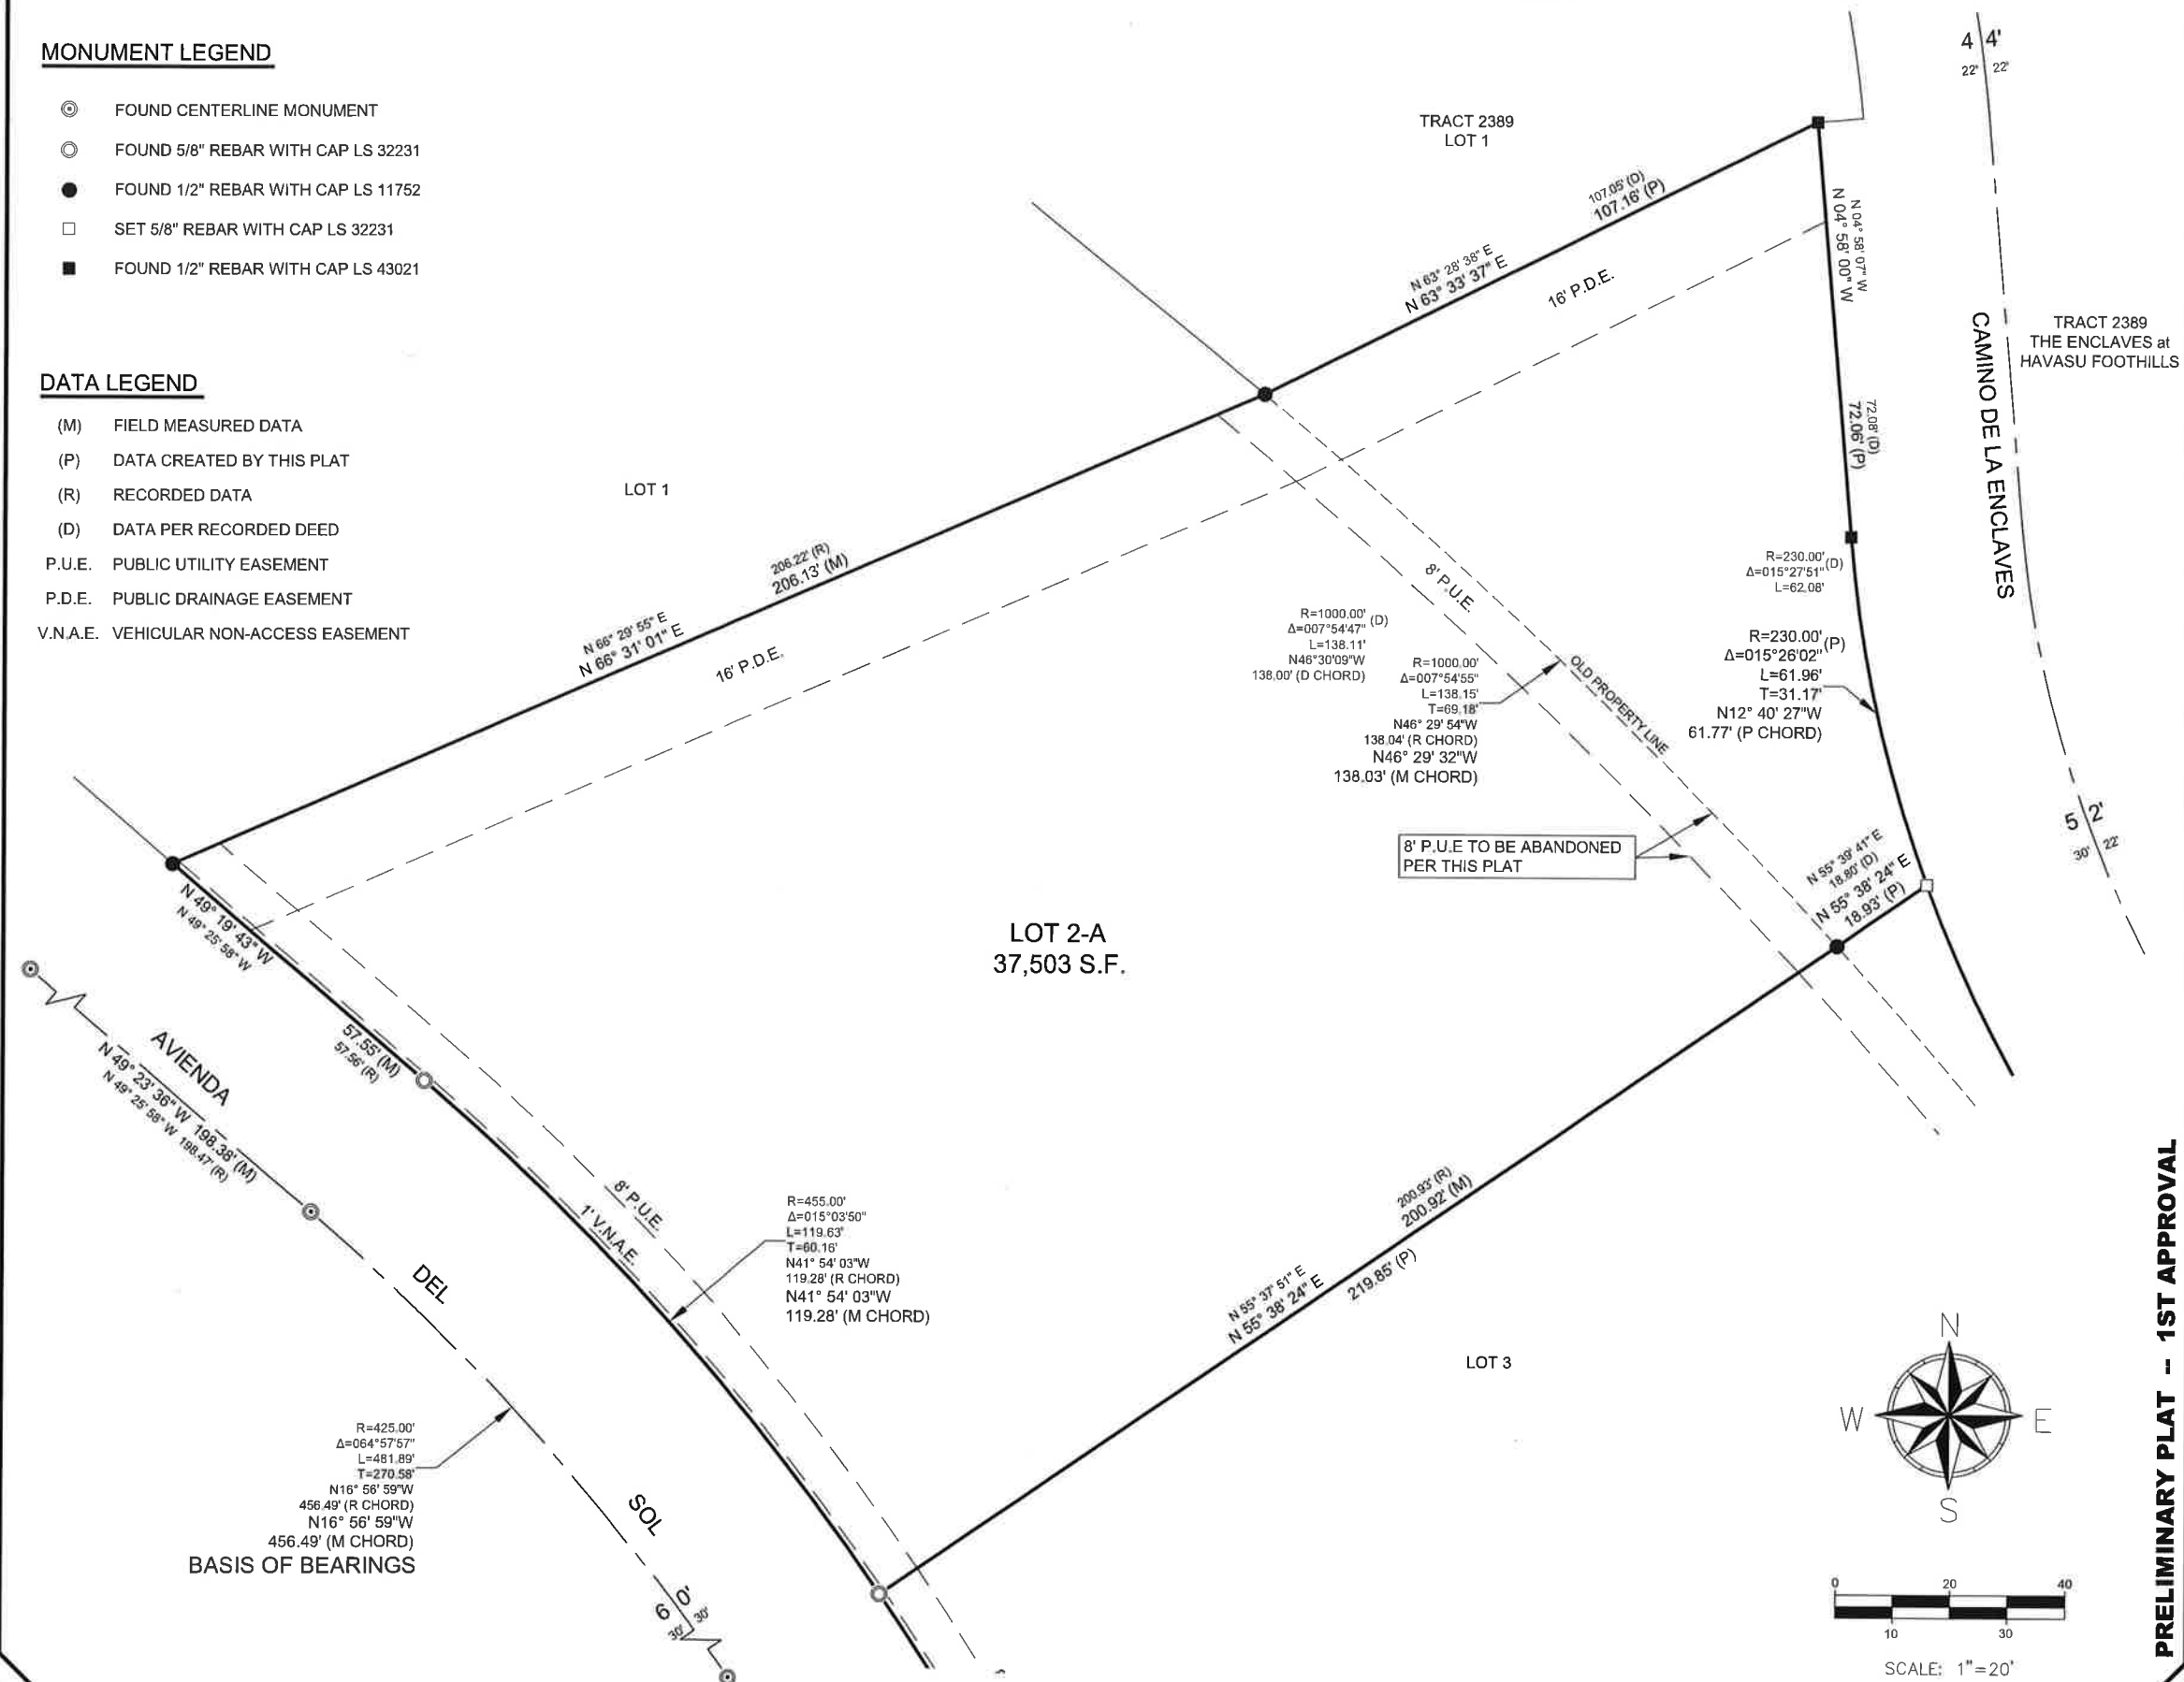 MONUMENT LEGEND
FOUND CENTERLINE MONUMENT
FOUND 5/8" REBAR WITH CAP LS 32231
FOUND 1/2" REBAR WITH CAP LS 11752
SET 5/8" REBAR WITH CAP LS 32231
FOUND 1/2" REBAR WITH CAP LS 43021
DATA LEGEND
(M) FIELD MEASURED DATA
(P) DATA CREATED BY THIS PLAT
(R) RECORDED DATA
(D) DATA PER RECORDED DEED
P.U.E. PUBLIC UTILITY EASEMENT
P.D.E. PUBLIC DRAINAGE EASEMENT
V.N.A.E. VEHICULAR NON-ACCESS EASEMENT
TRACT 2389
LOT 1
4 4'
22' 22'
107.05' (D)
107.16' (P)
N 63° 28' 38" E
N 63° 33' 37" E
16' P.D.E.
N 04° 58' 07" W
N 04° 58' 00" W
72.08' (D)
72.06' (P)
CAMINO DE LA ENCLAVES
TRACT 2389
THE ENCLAVES at
HAVASU FOOTHILLS
LOT 1
206.22' (R)
206.13' (M)
N 66° 29' 55" E
N 66° 31' 01" E
16' P.D.E.
8' P.U.E.
R=230.00' (D)
Δ=015°27'51"
L=62.08'
R=230.00' (P)
Δ=015°26'02"
L=61.96'
T=31.17'
N12° 40' 27"W
61.77' (P CHORD)
R=1000.00' (D)
Δ=007°54'47"
L=138.11'
N46°30'09"W
138.00' (D CHORD)
R=1000.00'
Δ=007°54'55"
L=138.15'
T=69.18'
N46° 29' 54"W
138.04' (R CHORD)
N46° 29' 32"W
138.03' (M CHORD)
OLD PROPERTY LINE
8' P.U.E TO BE ABANDONED
PER THIS PLAT
5 2'
30' 22'
N 55° 39' 41" E
18.80' (D)
N 55° 38' 24" E
18.93' (P)
LOT 2-A
37,503 S.F.
N 49° 19' 43" W
N 49° 25' 58" W
57.55' (M)
57.56' (R)
AVIENDA
N 49° 23' 36" W 198.38' (M)
N 49° 25' 58" W 198.47' (R)
8' P.U.E.
1' V.N.A.E.
R=455.00'
Δ=015°03'50"
L=119.63'
T=60.16'
N41° 54' 03"W
119.28' (R CHORD)
N41° 54' 03"W
119.28' (M CHORD)
200.93' (R)
200.92' (M)
N 55° 37' 51" E
N 55° 38' 24" E
219.85' (P)
DEL
LOT 3
R=425.00'
Δ=064°57'57"
L=481.89'
T=270.58'
N16° 56' 59"W
456.49' (R CHORD)
N16° 56' 59"W
456.49' (M CHORD)
BASIS OF BEARINGS
SOL
6 0'
30' 30'
N
W E
S
0 20 40
10 30
SCALE: 1"=20'
PRELIMINARY PLAT -- 1ST APPROVAL